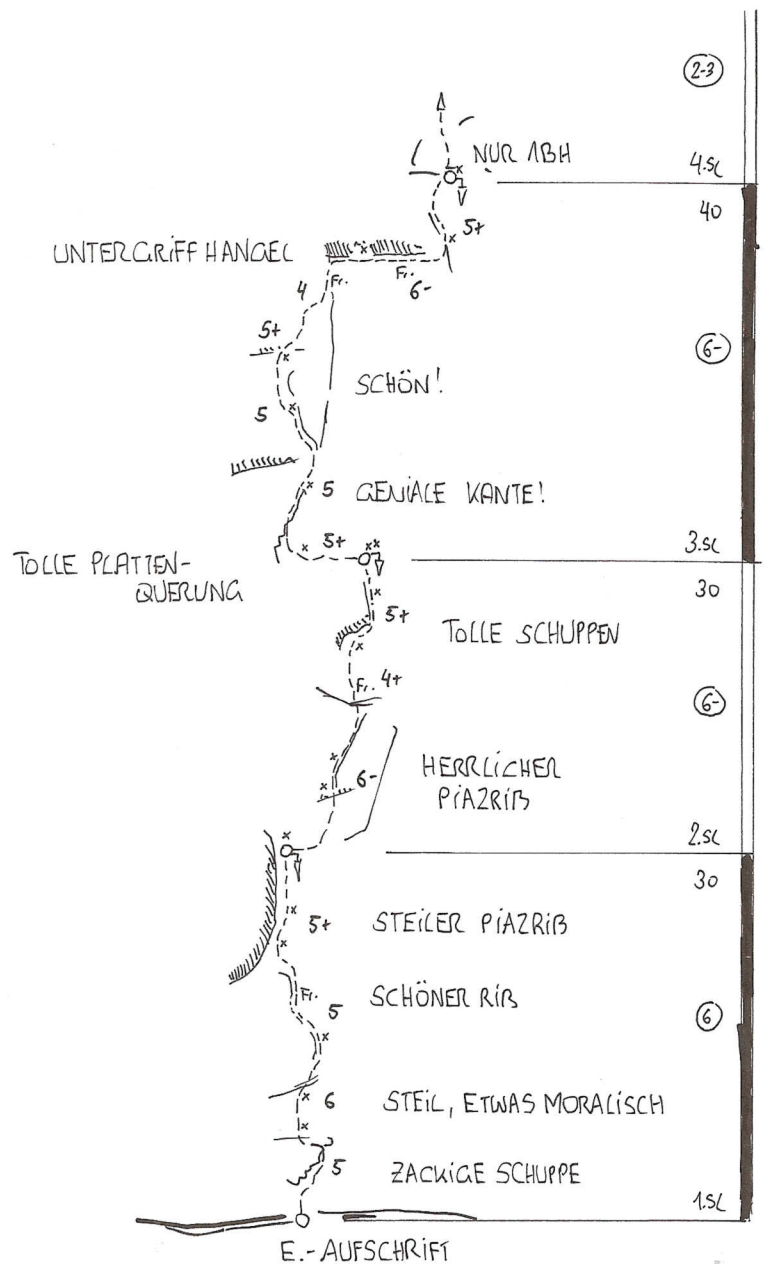 2-3
NUR 1BH
4.SL
40
5+
UNTERGRIFF HANGEL
Fr.
Fr.
6-
4
5+
6-
SCHÖN!
5
5 GENIALE KANTE!
5+
3.SL
TOLLE PLATTEN-
QUERUNG
30
5+
TOLLE SCHUPPEN
Fr. 4+
6-
HERRLICHER
PIAZRIß
6-
2.SL
30
5+ STEILER PIAZRIß
Fr.
5
SCHÖNER RIß
6
6 STEIL, ETWAS MORALISCH
5 ZACKIGE SCHUPPE
1.SL
E.-AUFSCHRIFT